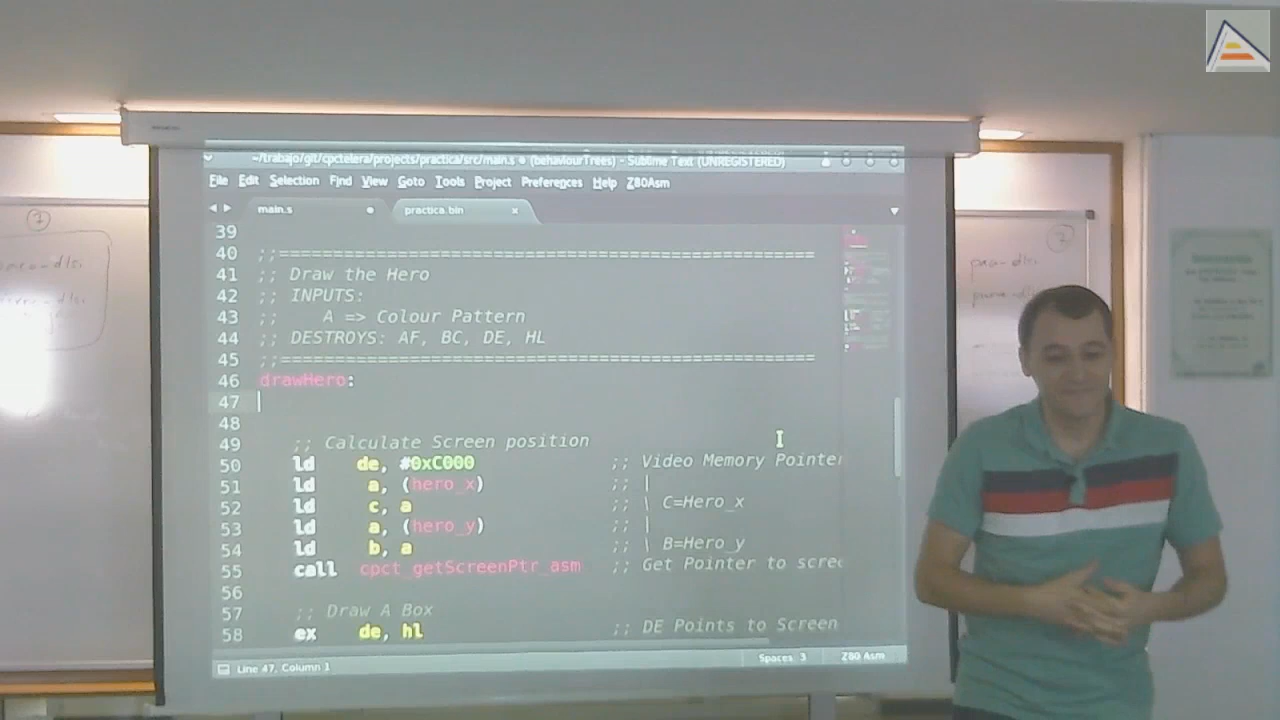 ~/trabajo/git/cpctelera/projects/practica/src/main.s • (behaviourTrees) - Sublime Text (UNREGISTERED)
File Edit Selection Find View Goto Tools Project Preferences Help Z80Asm
main.s
practica.bin
39
40 ;;===================================================
41 ;; Draw the Hero
42 ;; INPUTS:
43 ;;    A => Colour Pattern
44 ;; DESTROYS: AF, BC, DE, HL
45 ;;===================================================
46 drawHero:
47
48
49 ;; Calculate Screen position
50 ld de, #0xC000 ;; Video Memory Pointer
51 ld a, (hero_x) ;; |
52 ld c, a ;; \ C=Hero_x
53 ld a, (hero_y) ;; |
54 ld b, a ;; \ B=Hero_y
55 call cpct_getScreenPtr_asm ;; Get Pointer to scree
56
57 ;; Draw A Box
58 ex de, hl ;; DE Points to Screen
Line 47, Column 1
Spaces: 3
Z80 Asm
1
2